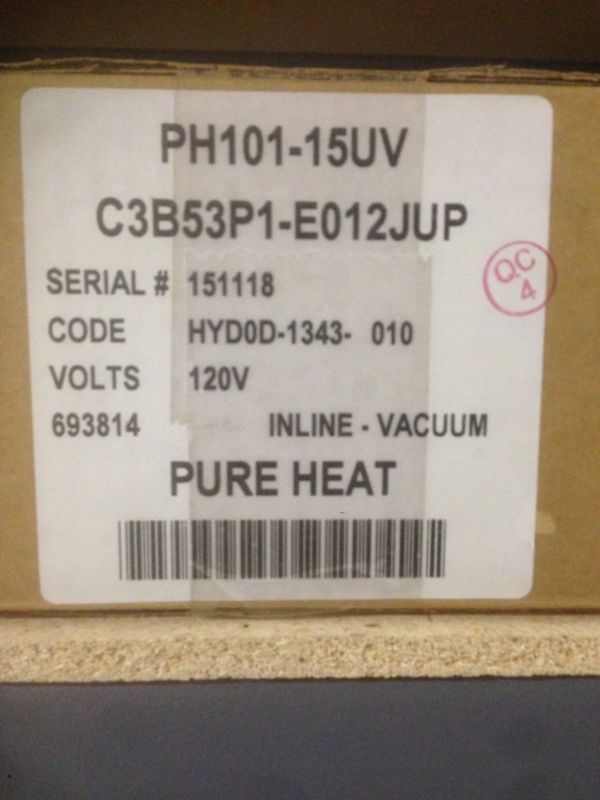 PH101-15UV
C3B53P1-E012JUP
SERIAL # 151118
CODE HYD0D-1343- 010
VOLTS 120V
693814 INLINE - VACUUM
PURE HEAT
QC
4